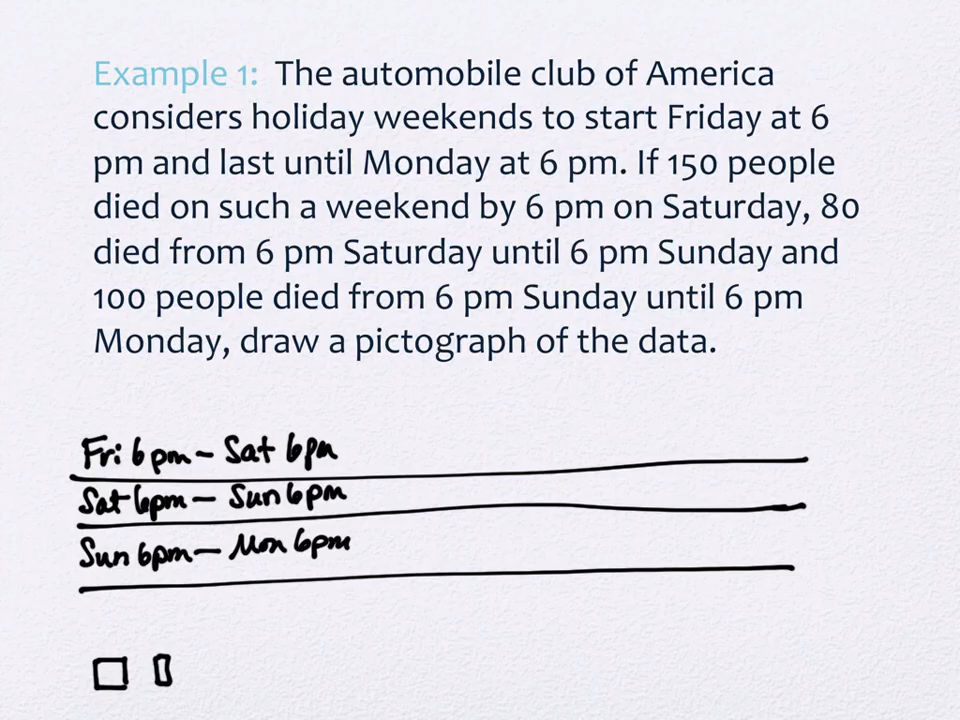 Example 1: The automobile club of America
considers holiday weekends to start Friday at 6
pm and last until Monday at 6 pm. If 150 people
died on such a weekend by 6 pm on Saturday, 80
died from 6 pm Saturday until 6 pm Sunday and
100 people died from 6 pm Sunday until 6 pm
Monday, draw a pictograph of the data.
Fri 6pm - Sat 6pm
Sat 6pm - Sun 6pm
Sun 6pm - Mon 6pm